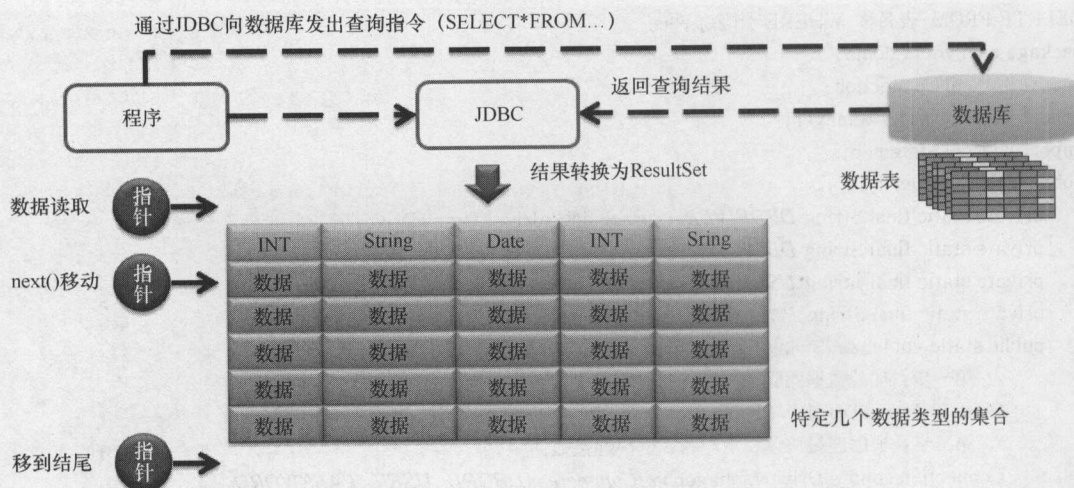 通过JDBC向数据库发出查询指令（SELECT*FROM…）
程序
JDBC
返回查询结果
数据库
结果转换为ResultSet
数据表
数据读取
指针
INT String Date INT Sring
next()移动
指针
数据 数据 数据 数据 数据
数据 数据 数据 数据 数据
数据 数据 数据 数据 数据
数据 数据 数据 数据 数据
数据 数据 数据 数据 数据
特定几个数据类型的集合
移到结尾
指针